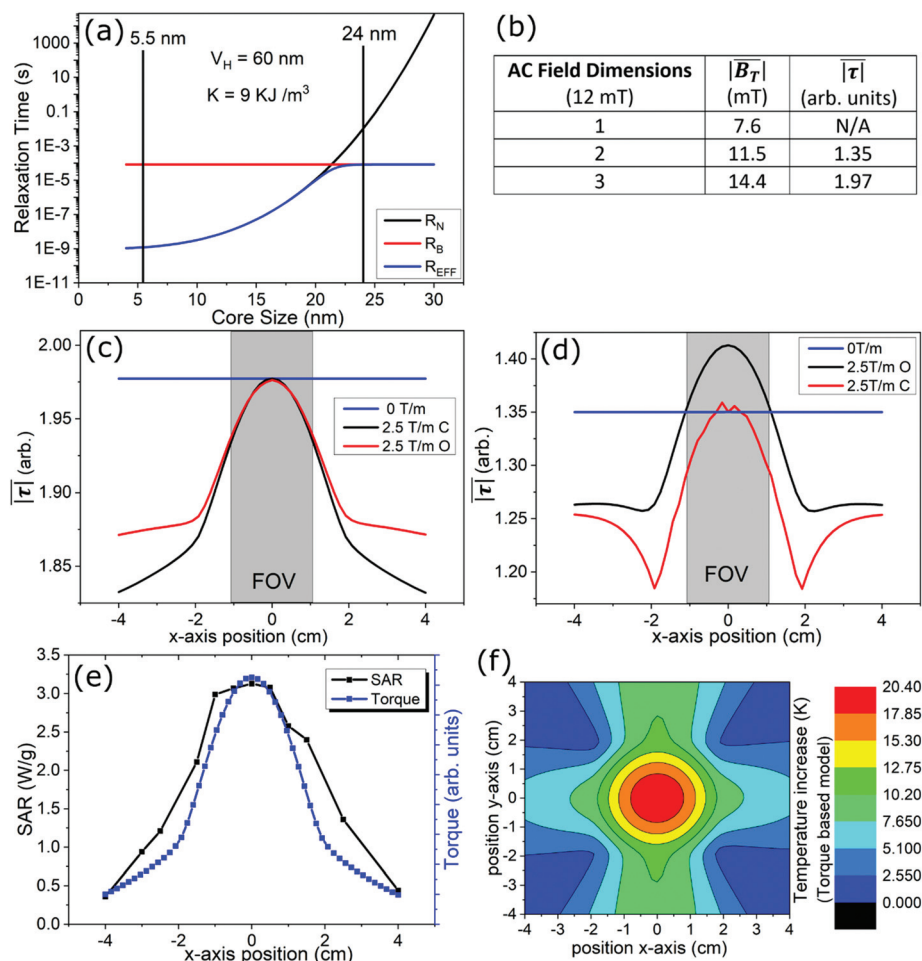 (a)
5.5 nm
24 nm
V_H = 60 nm
K = 9 KJ /m³
5000
10
0.1
1E-3
1E-5
1E-7
1E-9
1E-11
Relaxation Time (s)
R_N
R_B
R_EFF
5 10 15 20 25 30
Core Size (nm)
(b)
AC Field Dimensions |B_T| |τ|
(12 mT) (mT) (arb. units)
1 7.6 N/A
2 11.5 1.35
3 14.4 1.97
(c)
2.00
1.95
1.90
1.85
|τ| (arb.)
0 T/m
2.5 T/m C
2.5 T/m O
FOV
-4 -2 0 2 4
x-axis position (cm)
(d)
1.40
1.35
1.30
1.25
1.20
|τ| (arb.)
0T/m
2.5T/m O
2.5T/m C
FOV
-4 -2 0 2 4
x-axis position (cm)
(e)
3.5
3.0
2.5
2.0
1.5
1.0
0.5
0.0
SAR (W/g)
SAR
Torque
Torque (arb. units)
-4 -2 0 2 4
x-axis position (cm)
(f)
4
3
2
1
0
-1
-2
-3
-4
position y-axis (cm)
-4 -3 -2 -1 0 1 2 3 4
position x-axis (cm)
20.40
17.85
15.30
12.75
10.20
7.650
5.100
2.550
0.000
Temperature increase (K)
(Torque based model)